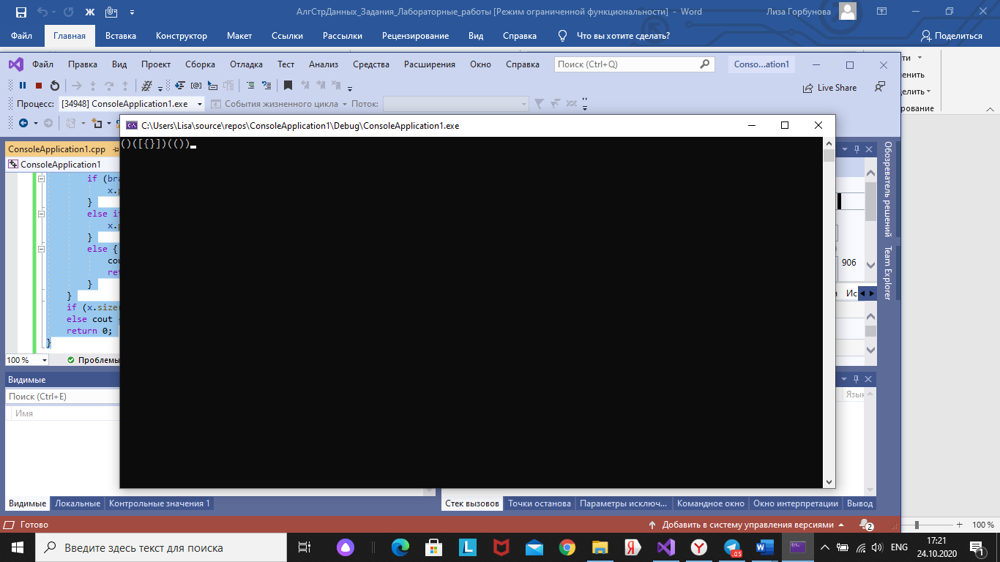 АлгСтрДанных_Задания_Лабораторные_работы [Режим ограниченной функциональности] - Word
Лиза Горбунова
Файл Главная Вставка Конструктор Макет Ссылки Рассылки Рецензирование Вид Справка Что вы хотите сделать? Поделиться
Файл Правка Вид Проект Сборка Отладка Тест Анализ Средства Расширения Окно Справка Поиск (Ctrl+Q) Conso...ation1
Live Share
Процесс: [34948] ConsoleApplication1.exe События жизненного цикла Поток:
C:\Users\Lisa\source\repos\ConsoleApplication1\Debug\ConsoleApplication1.exe
()([{}])(())
ConsoleApplication1.cpp
ConsoleApplication1
if (bra
x.p
}
else if
x.p
}
else {
cou
ret
}
}
if (x.size
else cout <
return 0;
}
100 % Проблемы
906
Ис
Обозреватель решений
Team Explorer
Видимые
Поиск (Ctrl+E)
Имя
Язык
Видимые Локальные Контрольные значения 1
Стек вызовов Точки останова Параметры исключ... Командное окно Окно интерпретации Вывод
Готово Добавить в систему управления версиями 2
100 %
Введите здесь текст для поиска
ENG 17:21
24.10.2020